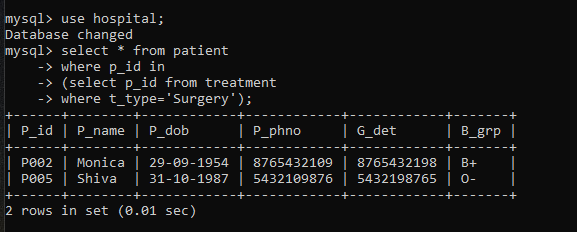 mysql> use hospital;
Database changed
mysql> select * from patient
    -> where p_id in
    -> (select p_id from treatment
    -> where t_type='Surgery');
+------+--------+------------+------------+------------+-------+
| P_id | P_name | P_dob      | P_phno     | G_det      | B_grp |
+------+--------+------------+------------+------------+-------+
| P002 | Monica | 29-09-1954 | 8765432109 | 8765432198 | B+    |
| P005 | Shiva  | 31-10-1987 | 5432109876 | 5432198765 | O-    |
+------+--------+------------+------------+------------+-------+
2 rows in set (0.01 sec)